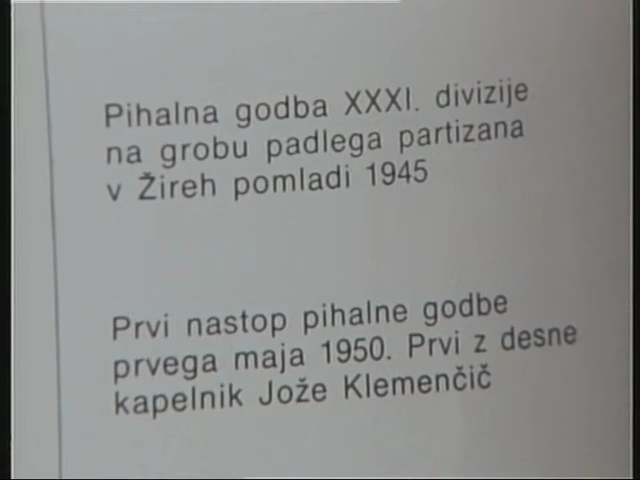 Pihalna godba XXXI. divizije
na grobu padlega partizana
v Žireh pomladi 1945
Prvi nastop pihalne godbe
prvega maja 1950. Prvi z desne
kapelnik Jože Klemenčič